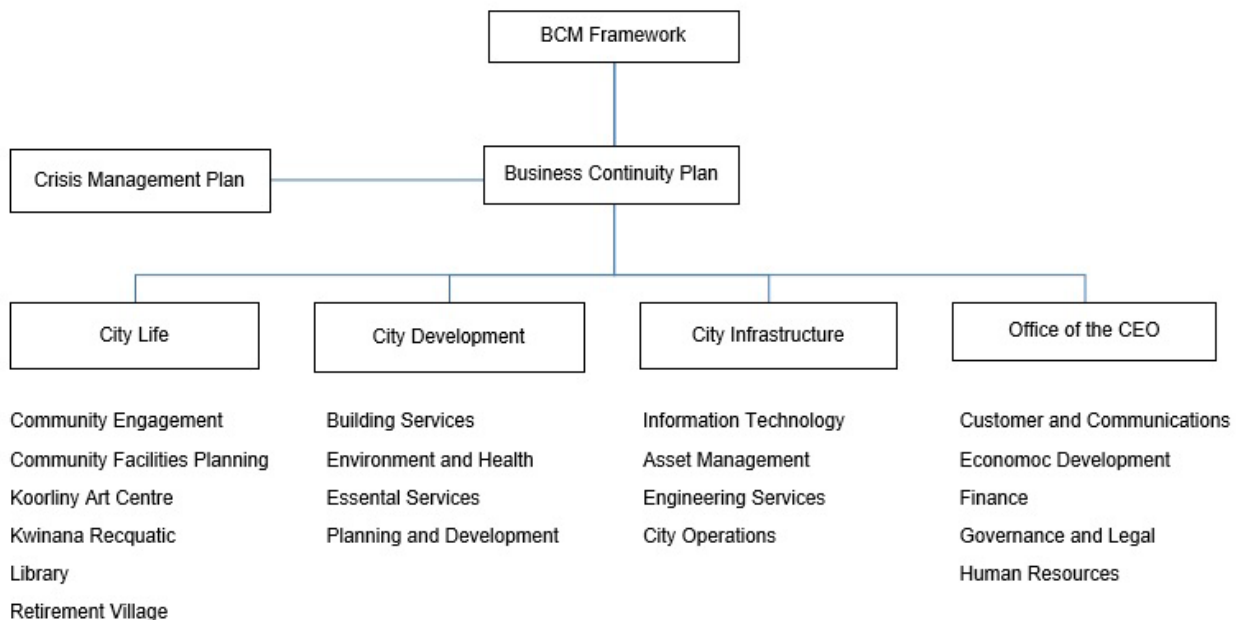 BCM Framework
Crisis Management Plan
Business Continuity Plan
City Life
City Development
City Infrastructure
Office of the CEO
Community Engagement
Community Facilities Planning
Koorliny Art Centre
Kwinana Recquatic
Library
Retirement Village
Building Services
Environment and Health
Essental Services
Planning and Development
Information Technology
Asset Management
Engineering Services
City Operations
Customer and Communications
Economoc Development
Finance
Governance and Legal
Human Resources